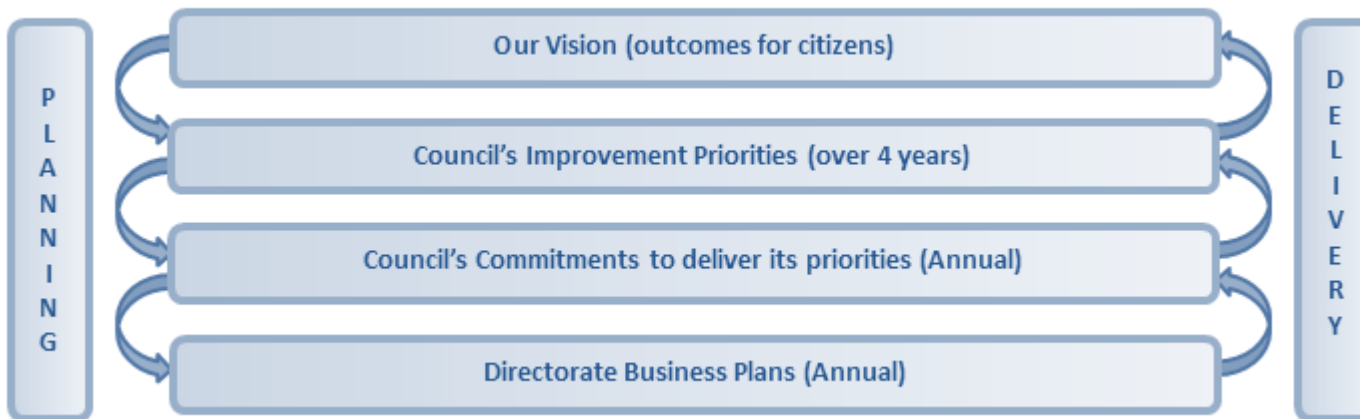 PLANNING
Our Vision (outcomes for citizens)
Council's Improvement Priorities (over 4 years)
Council's Commitments to deliver its priorities (Annual)
Directorate Business Plans (Annual)
DELIVERY